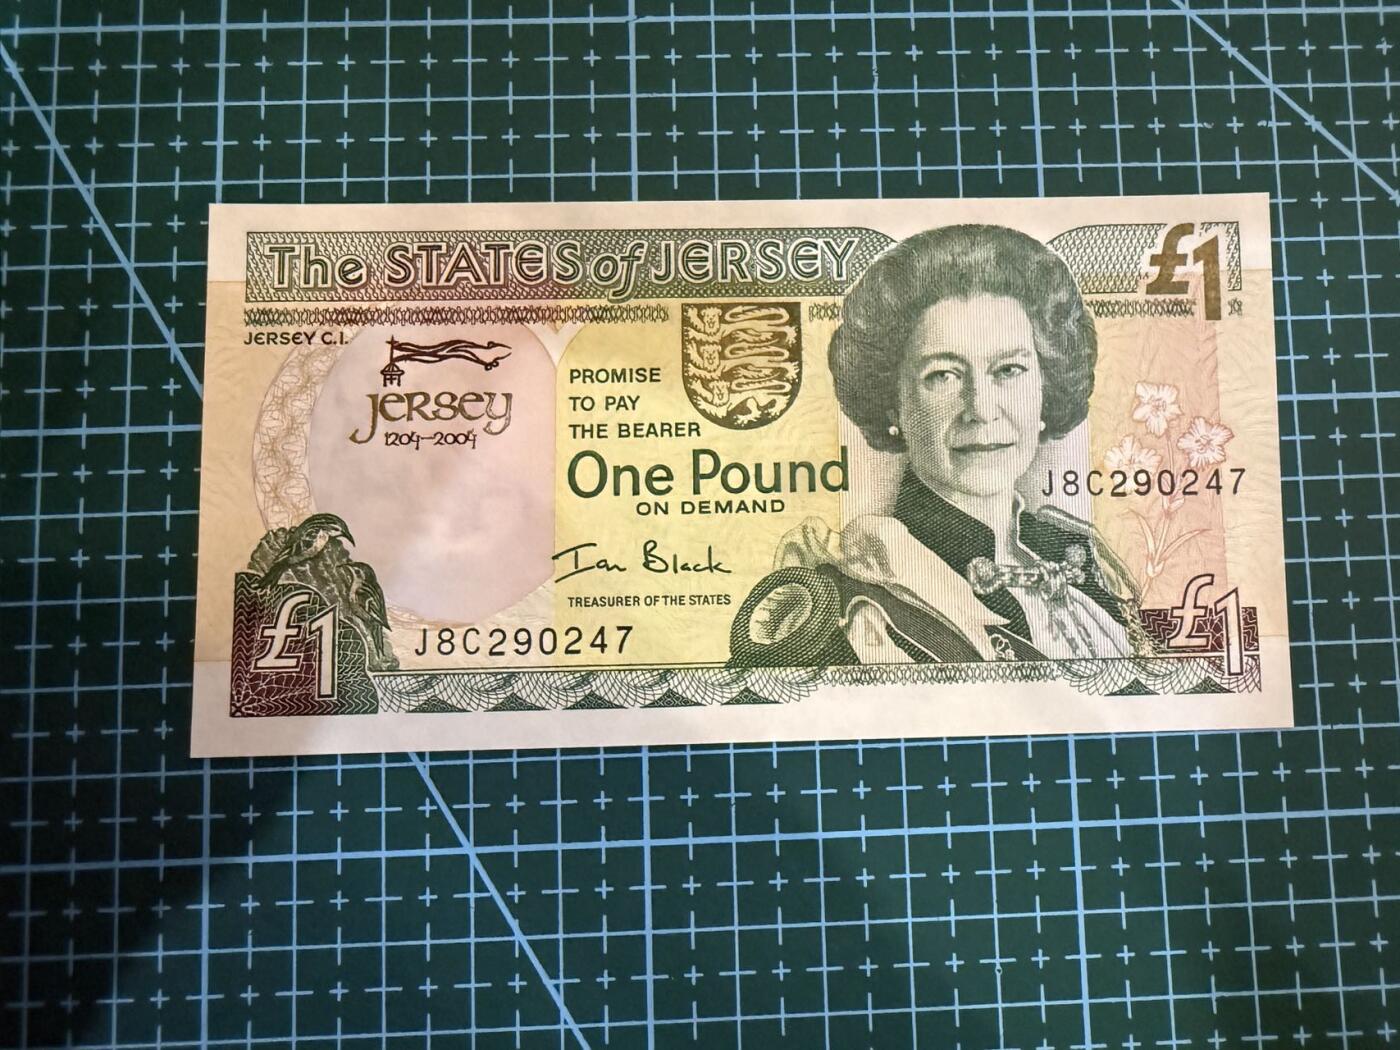 The STATES of JERSEY
£1
JERSEY C.I.
Jersey
1204–2004
PROMISE
TO PAY
THE BEARER
One Pound
ON DEMAND
J8C290247
Ian Black
TREASURER OF THE STATES
J8C290247
£1
£1